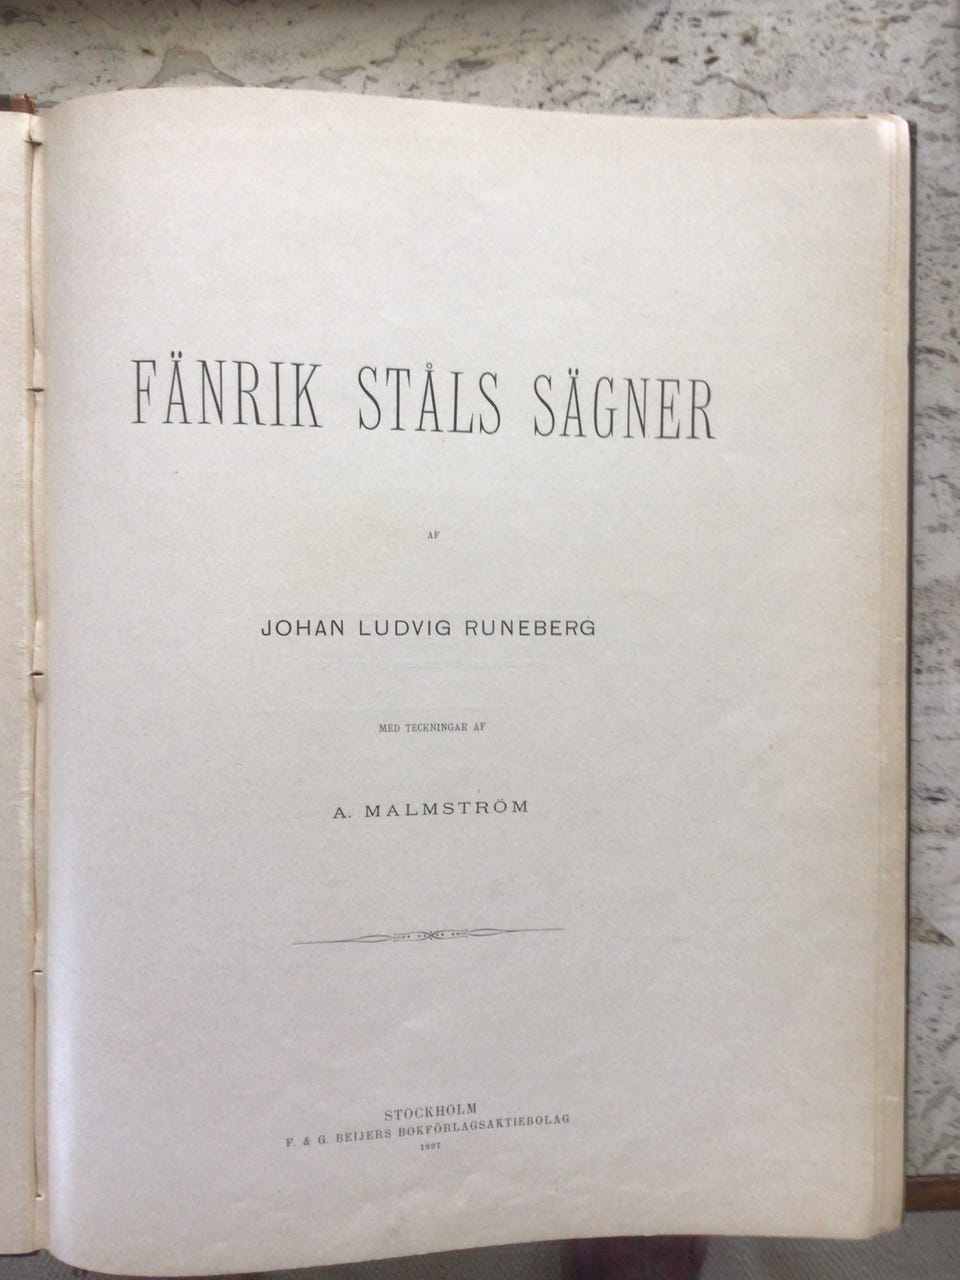 FÄNRIK STÅLS SÄGNER
AF
JOHAN LUDVIG RUNEBERG
MED TECKNINGAR AF
A. MALMSTRÖM
STOCKHOLM
F. & G. BEIJERS BOKFÖRLAGSAKTIEBOLAG
1897